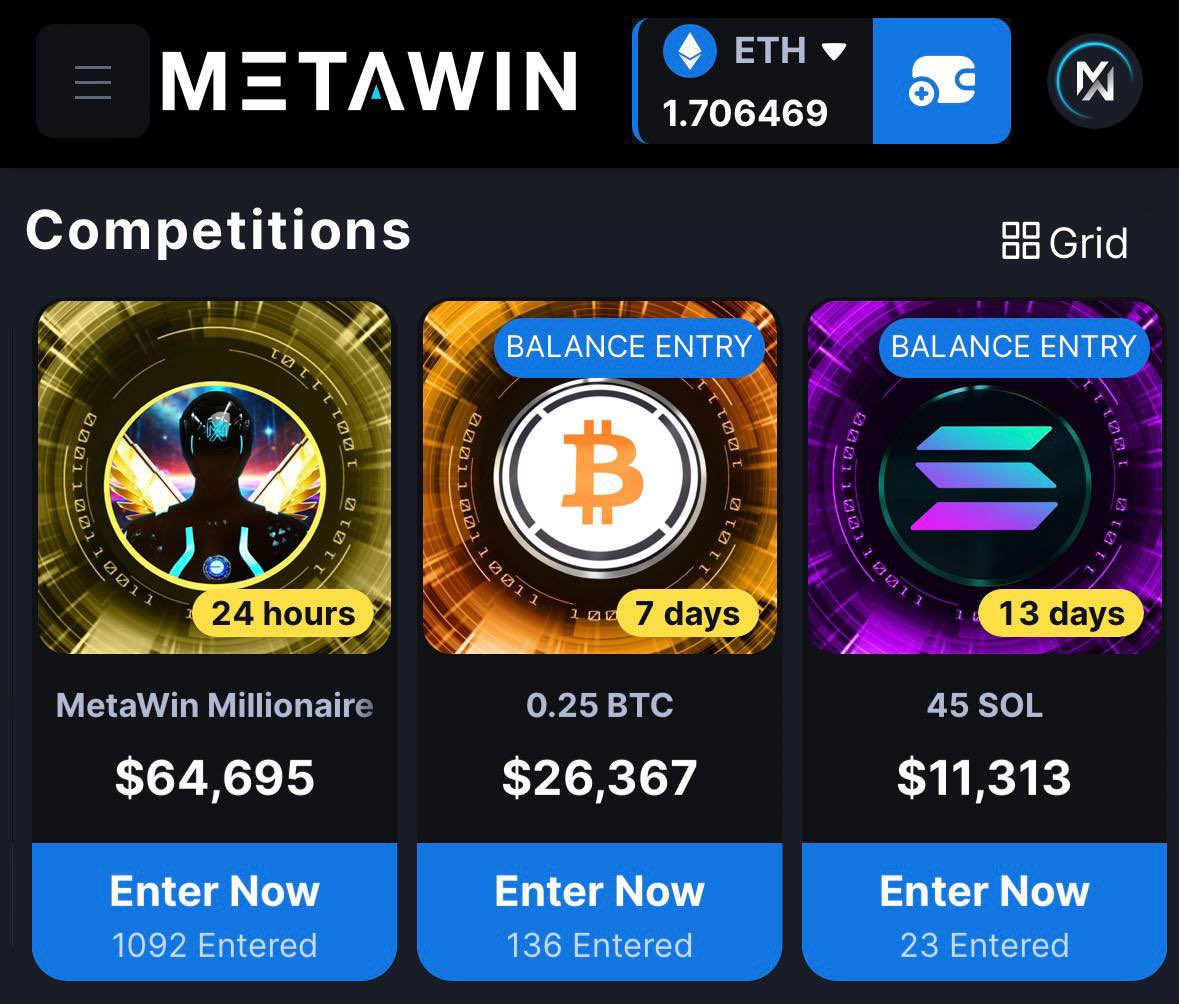 METAWIN
ETH
1.706469
Competitions
Grid
24 hours
MetaWin Millionaire
$64,695
Enter Now
1092 Entered
BALANCE ENTRY
7 days
0.25 BTC
$26,367
Enter Now
136 Entered
BALANCE ENTRY
13 days
45 SOL
$11,313
Enter Now
23 Entered